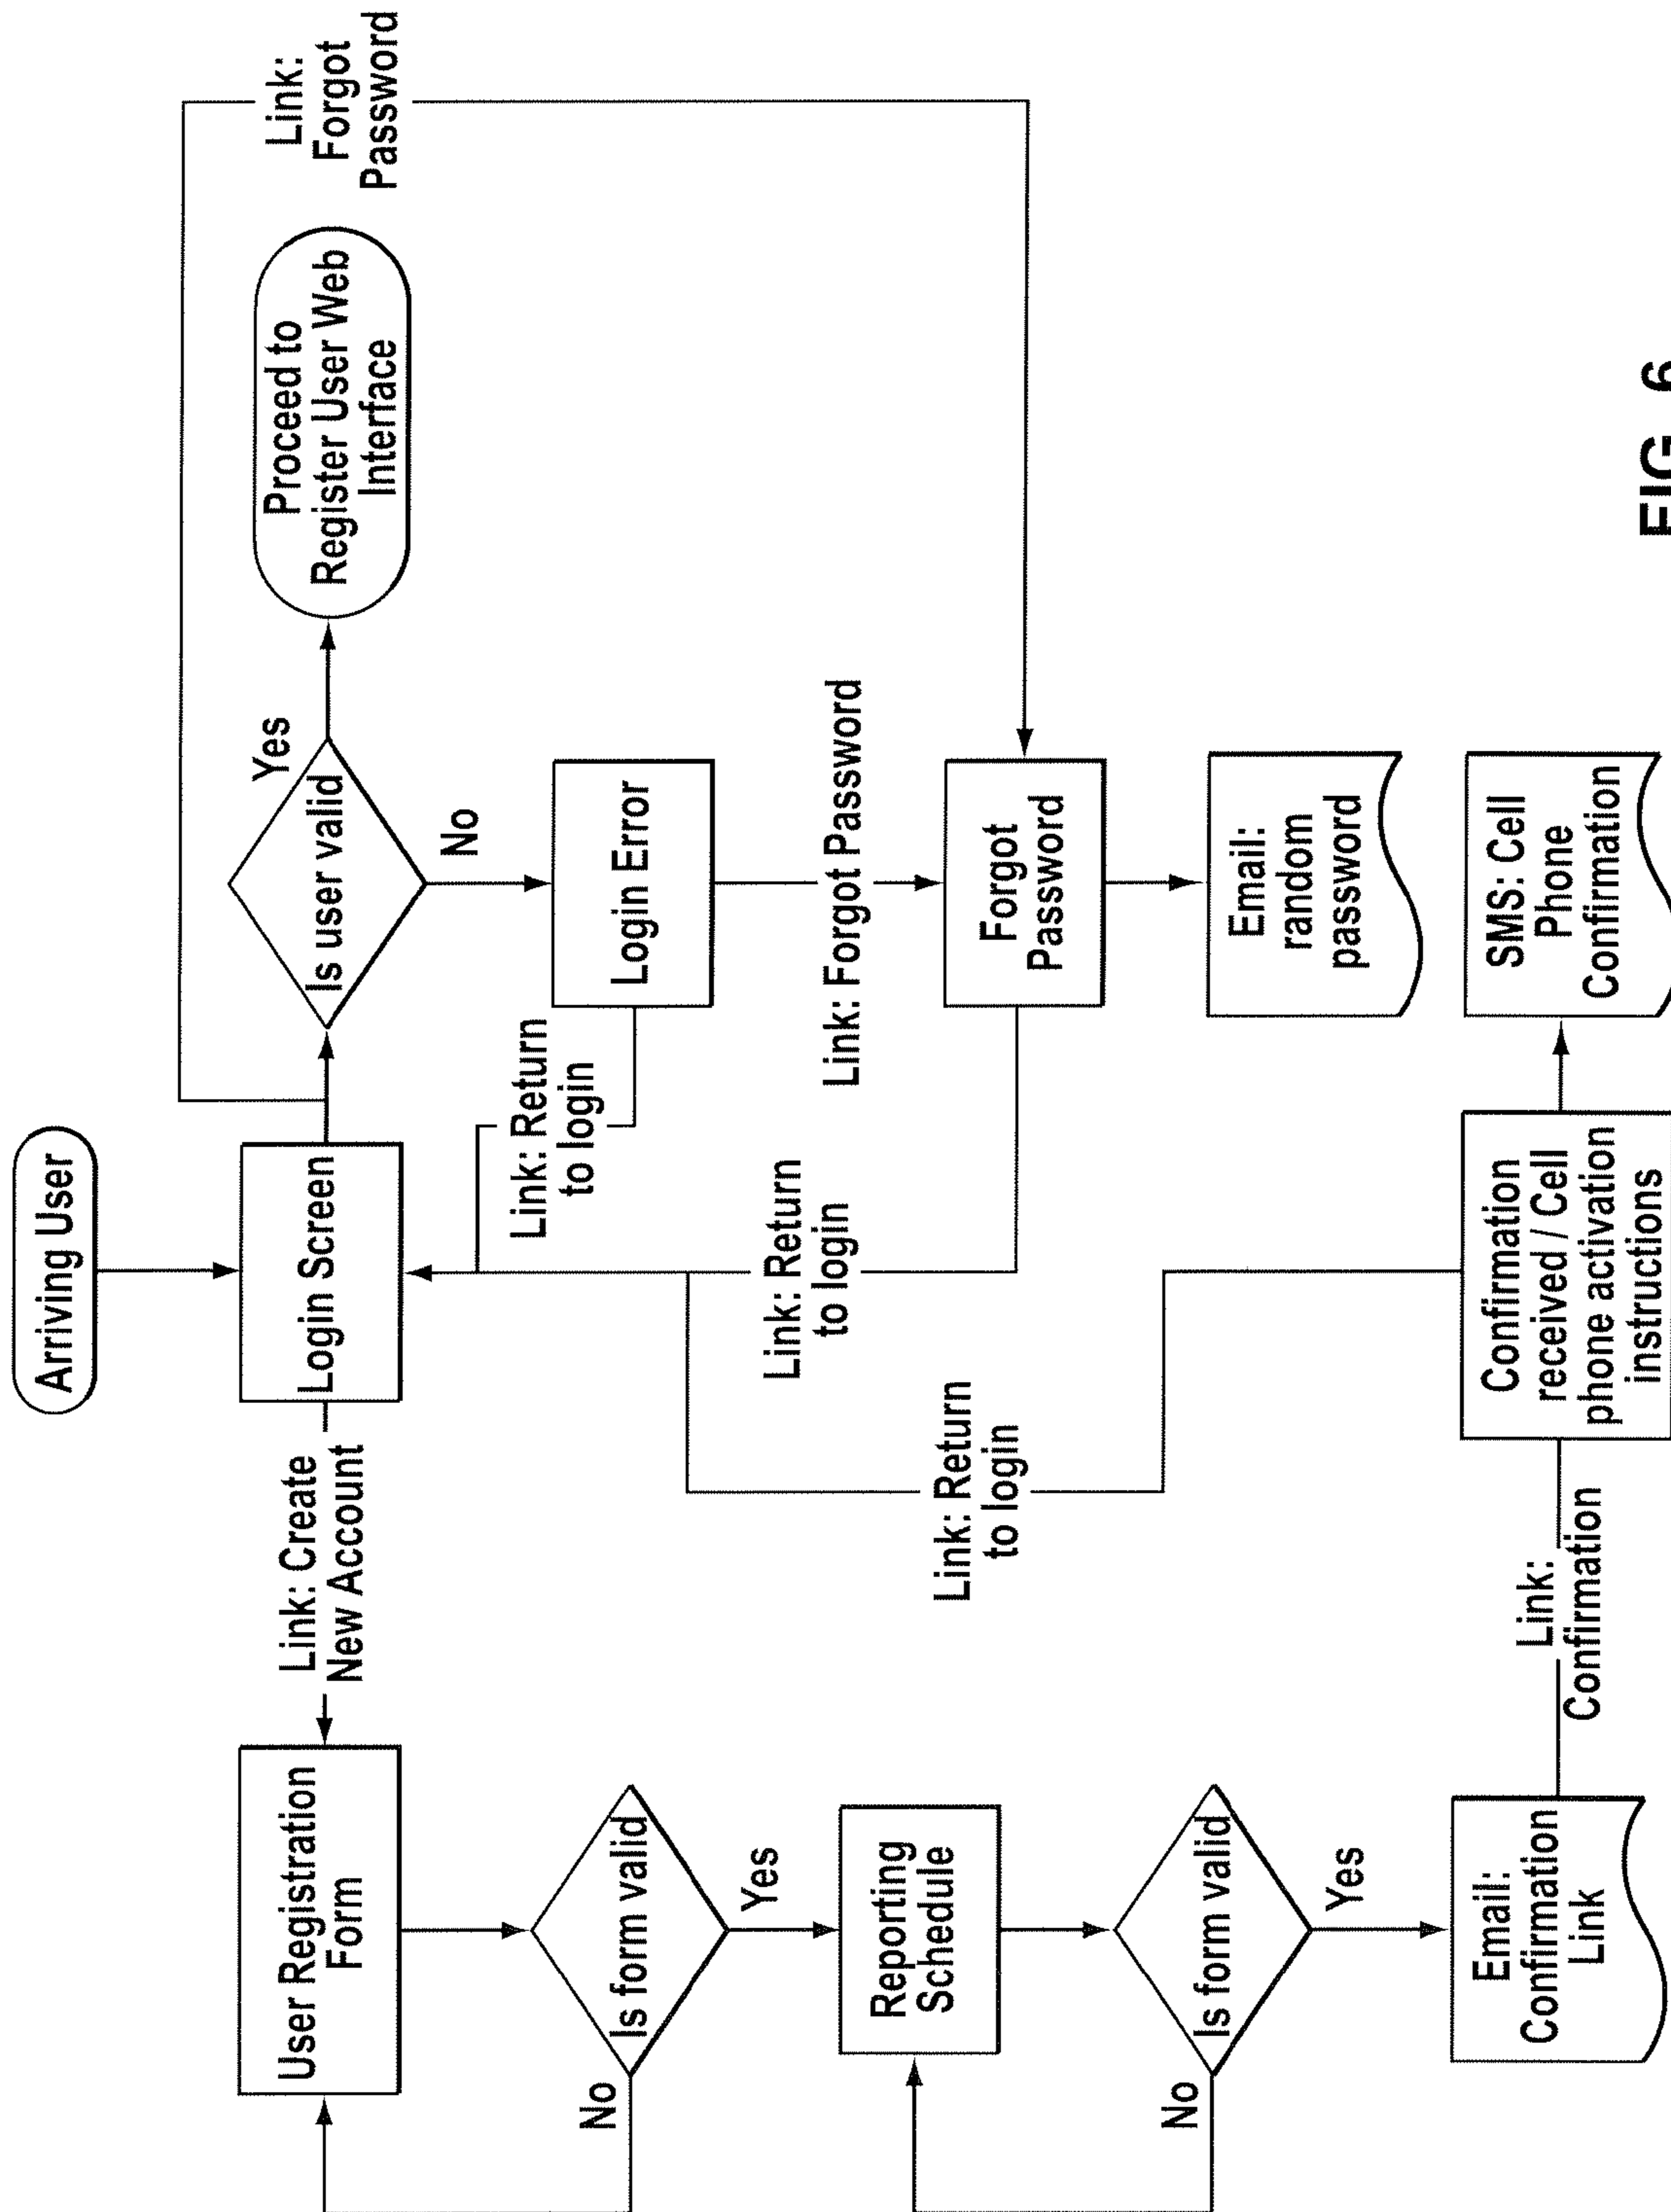 Arriving User
Login Screen
Link: Create
New Account
User Registration
Form
Is form valid
No
Yes
Reporting
Schedule
Is form valid
No
Yes
Email:
Confirmation
Link
Link:
Confirmation
Confirmation
received / Cell
phone activation
instructions
SMS: Cell
Phone
Confirmation
Link: Return
to login
Link: Return
to login
Link: Return
to login
Is user valid
Yes
Proceed to
Register User Web
Interface
No
Login Error
Link: Forgot Password
Forgot
Password
Email:
random
password
Link:
Forgot
Password
FIG. 6